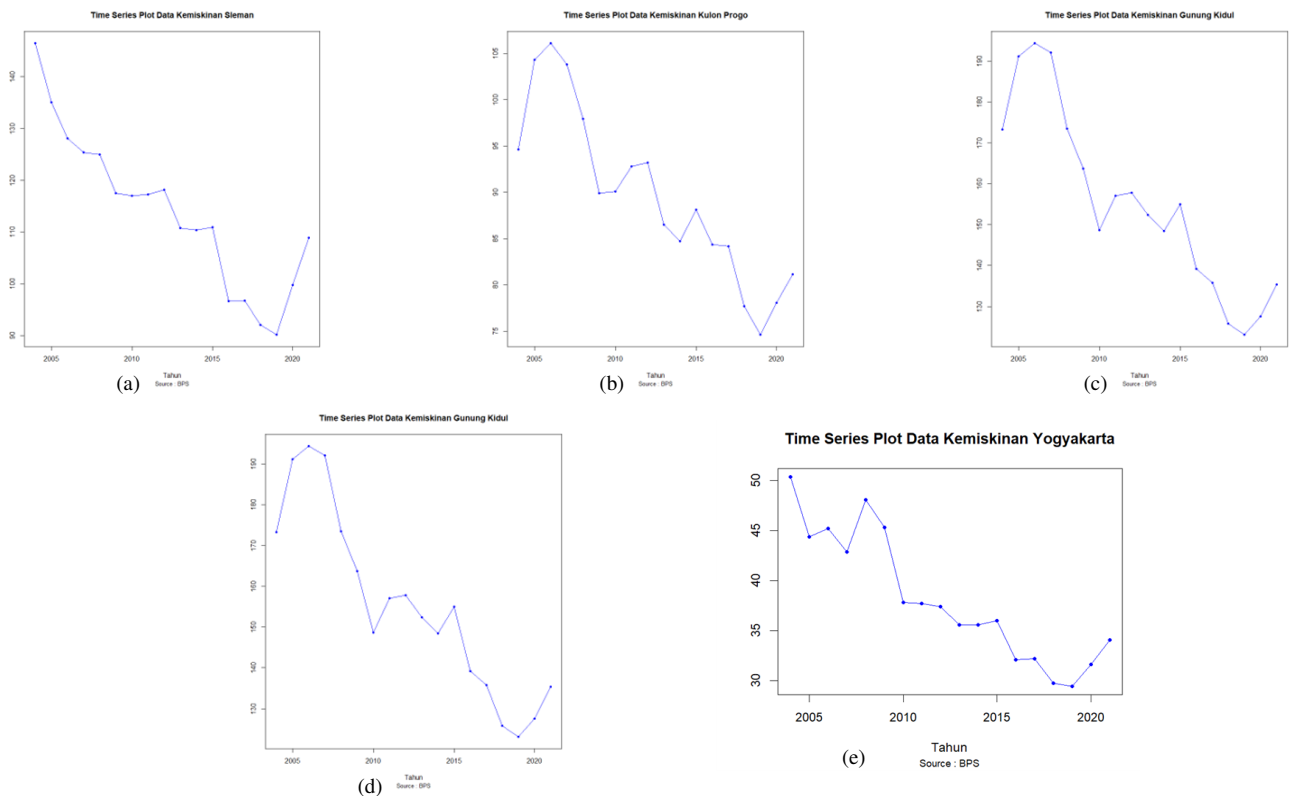 Time Series Plot Data Kemiskinan Sleman
140
130
120
110
100
90
2005 2010 2015 2020
Tahun
Source : BPS
(a)
Time Series Plot Data Kemiskinan Kulon Progo
105
100
95
90
85
80
75
2005 2010 2015 2020
Tahun
Source : BPS
(b)
Time Series Plot Data Kemiskinan Gunung Kidul
190
180
170
160
150
140
130
2005 2010 2015 2020
Tahun
Source : BPS
(c)
Time Series Plot Data Kemiskinan Gunung Kidul
190
180
170
160
150
140
130
2005 2010 2015 2020
Tahun
Source : BPS
(d)
Time Series Plot Data Kemiskinan Yogyakarta
50
45
40
35
30
2005 2010 2015 2020
Tahun
Source : BPS
(e)